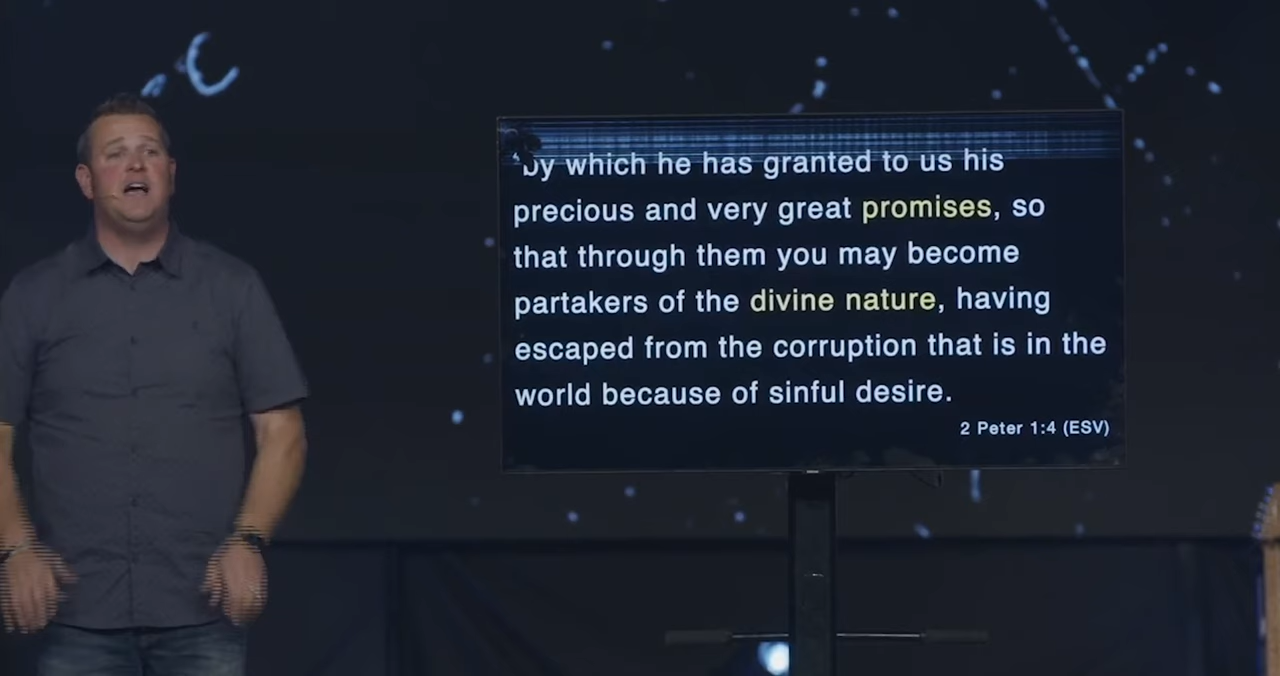 by which he has granted to us his
precious and very great promises, so
that through them you may become
partakers of the divine nature, having
escaped from the corruption that is in the
world because of sinful desire.
2 Peter 1:4 (ESV)